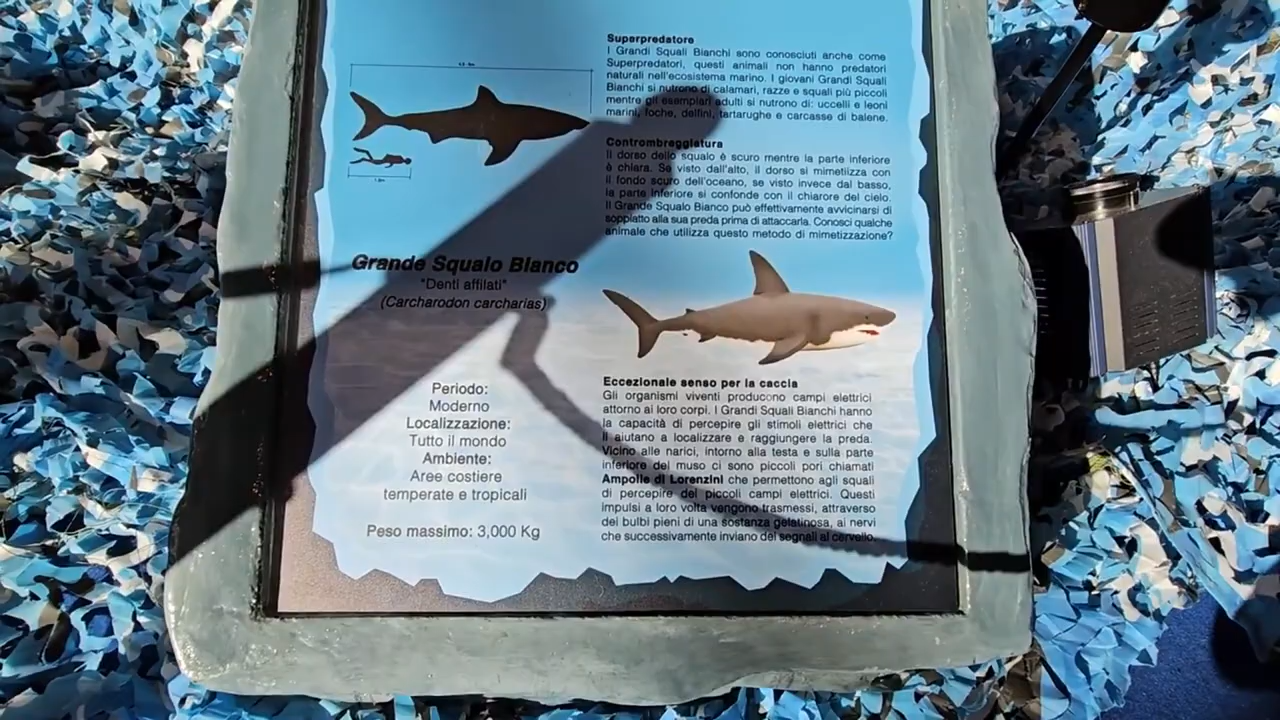 Superpredatore
I Grandi Squali Bianchi sono conosciuti anche come
Superpredatori, questi animali non hanno predatori
naturali nell'ecosistema marino. I giovani Grandi Squali
Bianchi si nutrono di calamari, razze e squali più piccoli
mentre gli esemplari adulti si nutrono di: uccelli e leoni
marini, foche, delfini, tartarughe e carcasse di balene.
Controombreggiatura
Il dorso dello squalo è scuro mentre la parte inferiore
è chiara. Se visto dall'alto, il dorso si mimetiizza con
il fondo scuro dell'oceano, se visto invece dal basso,
la parte inferiore si confonde con il chiarore del cielo.
Il Grande Squalo Bianco può effettivamente avvicinarsi di
soppiatto alla sua preda prima di attaccarla. Conosci qualche
animale che utilizza questo metodo di mimetizzazione?
Grande Squalo Bianco
"Denti affilati"
(Carcharodon carcharias)
Periodo:
Moderno
Localizzazione:
Tutto il mondo
Ambiente:
Aree costiere
temperate e tropicali
Peso massimo: 3,000 Kg
Eccezionale senso per la caccia
Gli organismi viventi producono campi elettrici
attorno ai loro corpi. I Grandi Squali Bianchi hanno
la capacità di percepire gli stimoli elettrici che
li aiutano a localizzare e raggiungere la preda.
Vicino alle narici, intorno alla testa e sulla parte
inferiore del muso ci sono piccoli pori chiamati
Ampolle di Lorenzini che permettono agli squali
di percepire dei piccoli campi elettrici. Questi
impulsi a loro volta vengono trasmessi, attraverso
dei bulbi pieni di una sostanza gelatinosa, ai nervi
che successivamente inviano dei segnali al cervello.